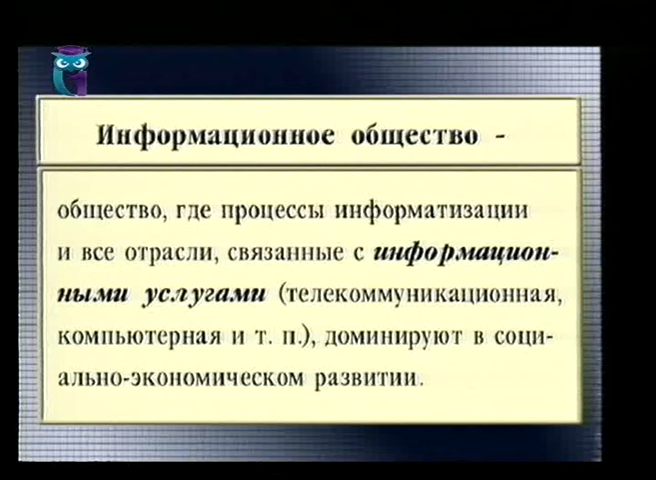 Информационное общество -
общество, где процессы информатизации
и все отрасли, связанные с информацион-
ными услугами (телекоммуникационная,
компьютерная и т. п.), доминируют в соци-
ально-экономическом развитии.